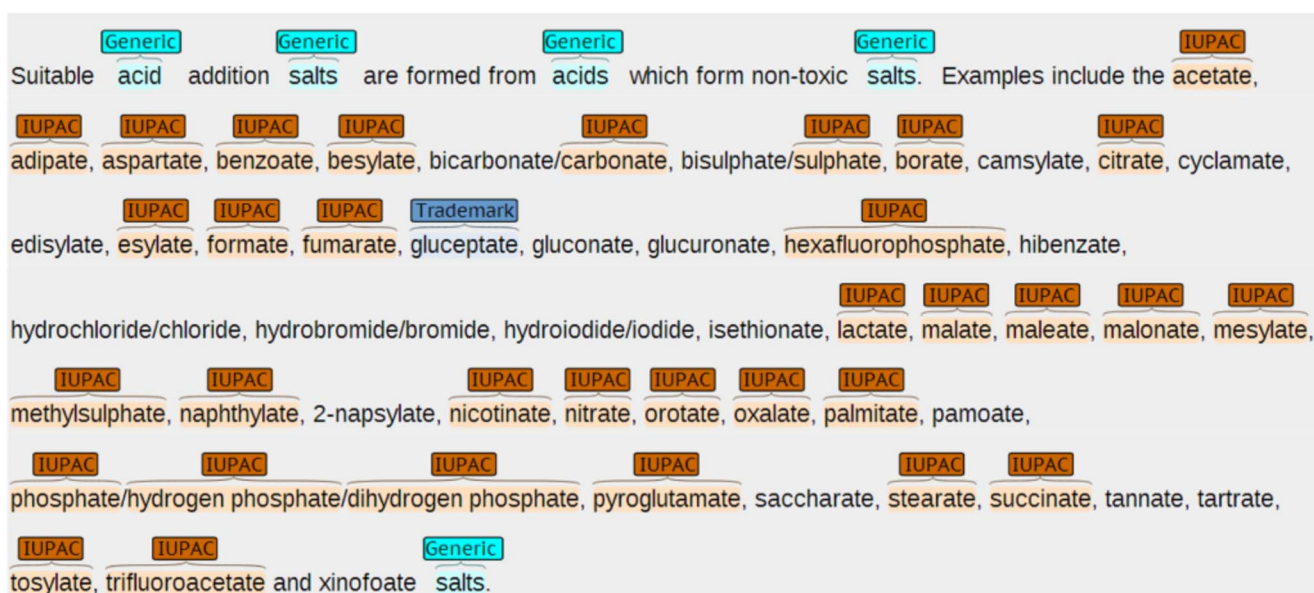 Generic Generic Generic Generic IUPAC
Suitable acid addition salts are formed from acids which form non-toxic salts. Examples include the acetate,
IUPAC IUPAC IUPAC IUPAC IUPAC IUPAC IUPAC IUPAC
adipate, aspartate, benzoate, besylate, bicarbonate/carbonate, bisulphate/sulphate, borate, camsylate, citrate, cyclamate,
IUPAC IUPAC IUPAC Trademark IUPAC
edisylate, esylate, formate, fumarate, gluceptate, gluconate, glucuronate, hexafluorophosphate, hibenzate,
IUPAC IUPAC IUPAC IUPAC IUPAC
hydrochloride/chloride, hydrobromide/bromide, hydroiodide/iodide, isethionate, lactate, malate, maleate, malonate, mesylate,
IUPAC IUPAC IUPAC IUPAC IUPAC IUPAC IUPAC
methylsulphate, naphthylate, 2-napsylate, nicotinate, nitrate, orotate, oxalate, palmitate, pamoate,
IUPAC IUPAC IUPAC IUPAC IUPAC IUPAC
phosphate/hydrogen phosphate/dihydrogen phosphate, pyroglutamate, saccharate, stearate, succinate, tannate, tartrate,
IUPAC IUPAC Generic
tosylate, trifluoroacetate and xinofoate salts.